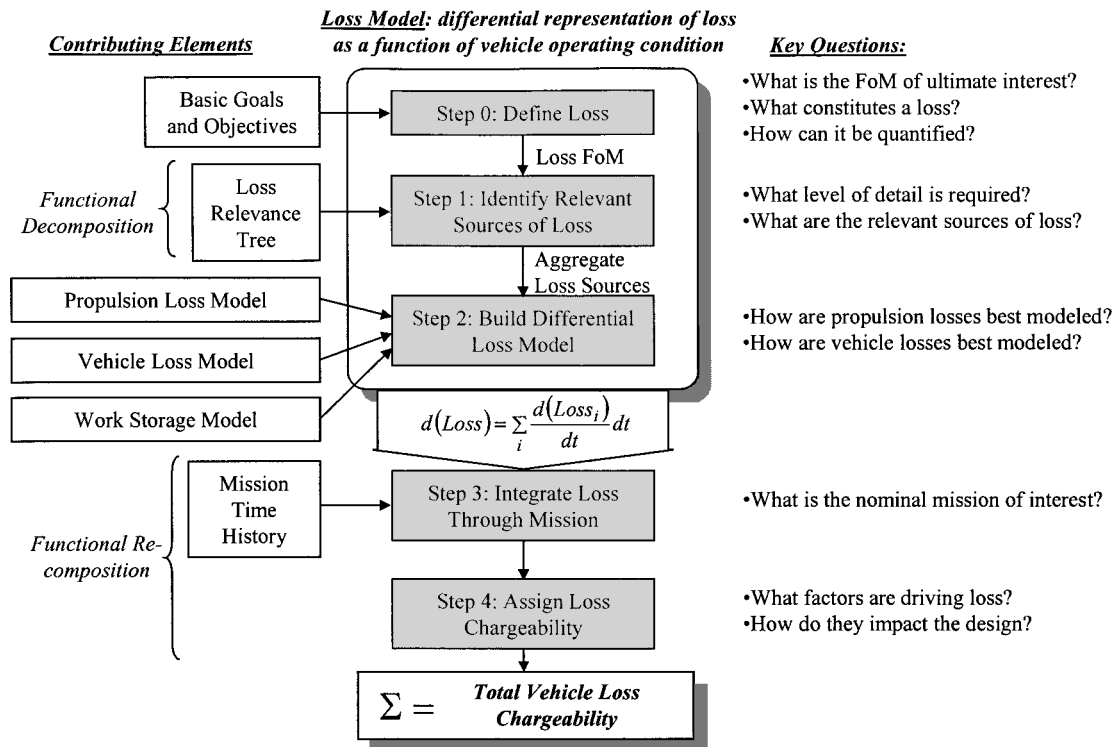 Loss Model: differential representation of loss
as a function of vehicle operating condition
Contributing Elements
Key Questions:
Basic Goals
and Objectives
Step 0: Define Loss
•What is the FoM of ultimate interest?
•What constitutes a loss?
•How can it be quantified?
Loss FoM
Functional
Decomposition
Loss
Relevance
Tree
Step 1: Identify Relevant
Sources of Loss
•What level of detail is required?
•What are the relevant sources of loss?
Aggregate
Loss Sources
Propulsion Loss Model
Vehicle Loss Model
Work Storage Model
Step 2: Build Differential
Loss Model
•How are propulsion losses best modeled?
•How are vehicle losses best modeled?
d(Loss)=∑i d(Lossi)/dt dt
Functional Re-
composition
Mission
Time
History
Step 3: Integrate Loss
Through Mission
•What is the nominal mission of interest?
Step 4: Assign Loss
Chargeability
•What factors are driving loss?
•How do they impact the design?
Σ = Total Vehicle Loss
Chargeability